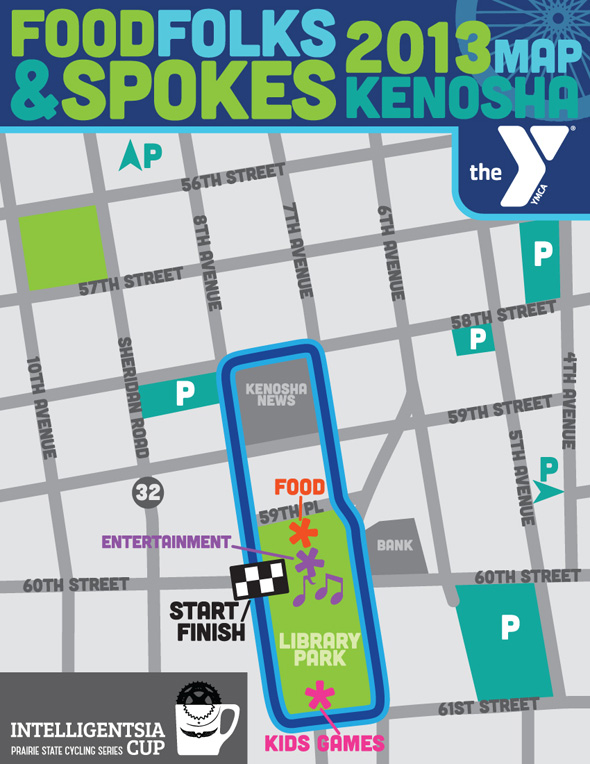 FOODFOLKS
&SPOKES
2013 MAP
KENOSHA
the
YMCA
®
P
56TH STREET
8TH AVENUE
7TH AVENUE
6TH AVENUE
P
57TH STREET
58TH STREET
P
10TH AVENUE
SHERIDAN ROAD
P
KENOSHA
NEWS
4TH AVENUE
59TH STREET
5TH AVENUE
P
32
FOOD
59TH PL
ENTERTAINMENT
BANK
60TH STREET
60TH STREET
START/
FINISH
LIBRARY
PARK
P
61ST STREET
KIDS GAMES
INTELLIGENTSIA
CUP
PRAIRIE STATE CYCLING SERIES